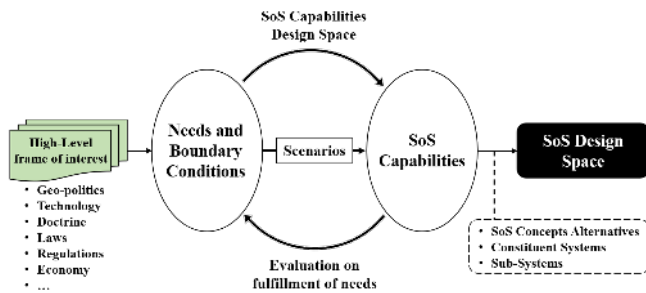 SoS Capabilities
Design Space
High-Level
frame of interest
• Geo-politics
• Technology
• Doctrine
• Laws
• Regulations
• Economy
• ...
Needs and
Boundary
Conditions
Scenarios
SoS
Capabilities
SoS Design
Space
• SoS Concepts Alternatives
• Constituent Systems
• Sub-Systems
Evaluation on
fulfillment of needs